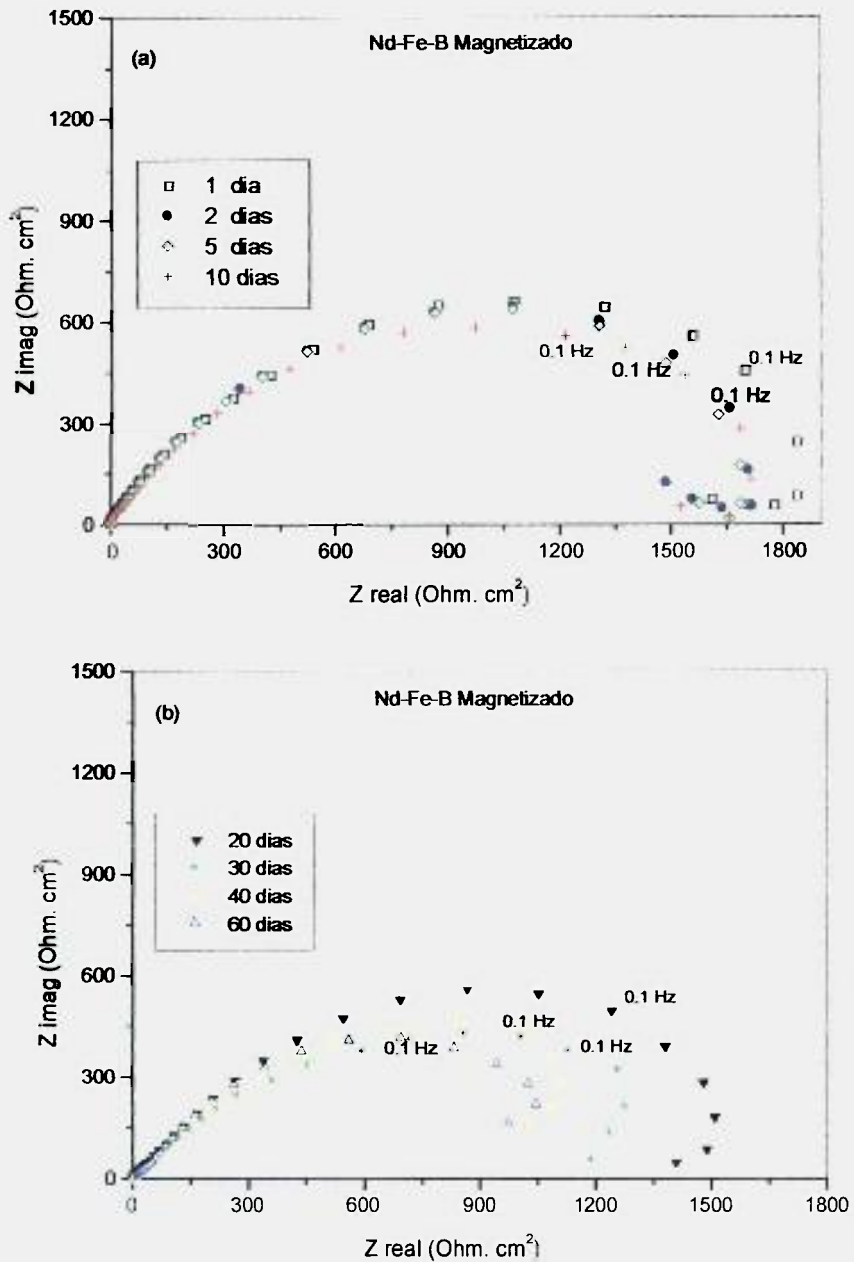 1500
1200
900
600
300
0
Z imag (Ohm. cm²)
(a)
Nd-Fe-B Magnetizado
1 dia
2 dias
5 dias
10 dias
0.1 Hz
0.1 Hz
0.1 Hz
0.1 Hz
0 300 600 900 1200 1500 1800
Z real (Ohm. cm²)
1500
1200
900
600
300
0
Z imag (Ohm. cm²)
(b)
Nd-Fe-B Magnetizado
20 dias
30 dias
40 dias
60 dias
0.1 Hz
0.1 Hz
0.1 Hz
0.1 Hz
0 300 600 900 1200 1500 1800
Z real (Ohm. cm²)